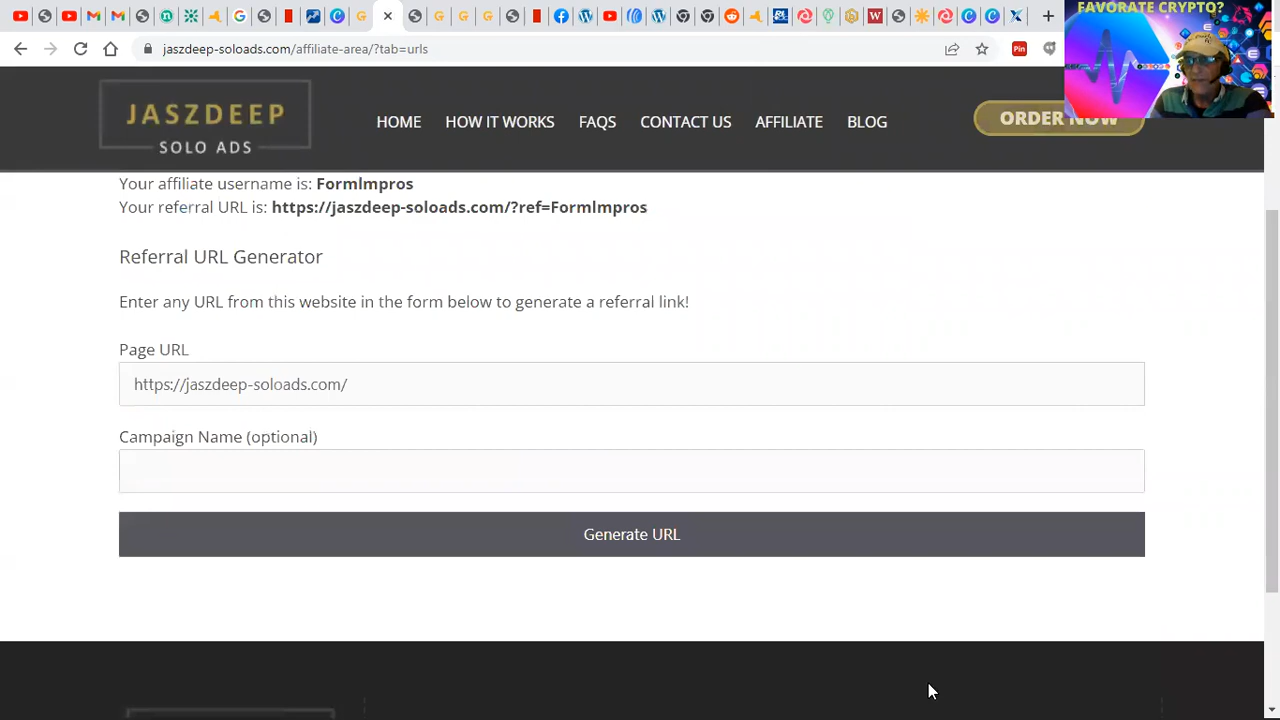 FAVORATE CRYPTO?
jaszdeep-soloads.com/affiliate-area/?tab=urls
Pin
JASZDEEP
SOLO ADS
HOME
HOW IT WORKS
FAQS
CONTACT US
AFFILIATE
BLOG
ORDER NOW
Your affiliate username is: Formlmpros
Your referral URL is: https://jaszdeep-soloads.com/?ref=Formlmpros
Referral URL Generator
Enter any URL from this website in the form below to generate a referral link!
Page URL
https://jaszdeep-soloads.com/
Campaign Name (optional)
Generate URL